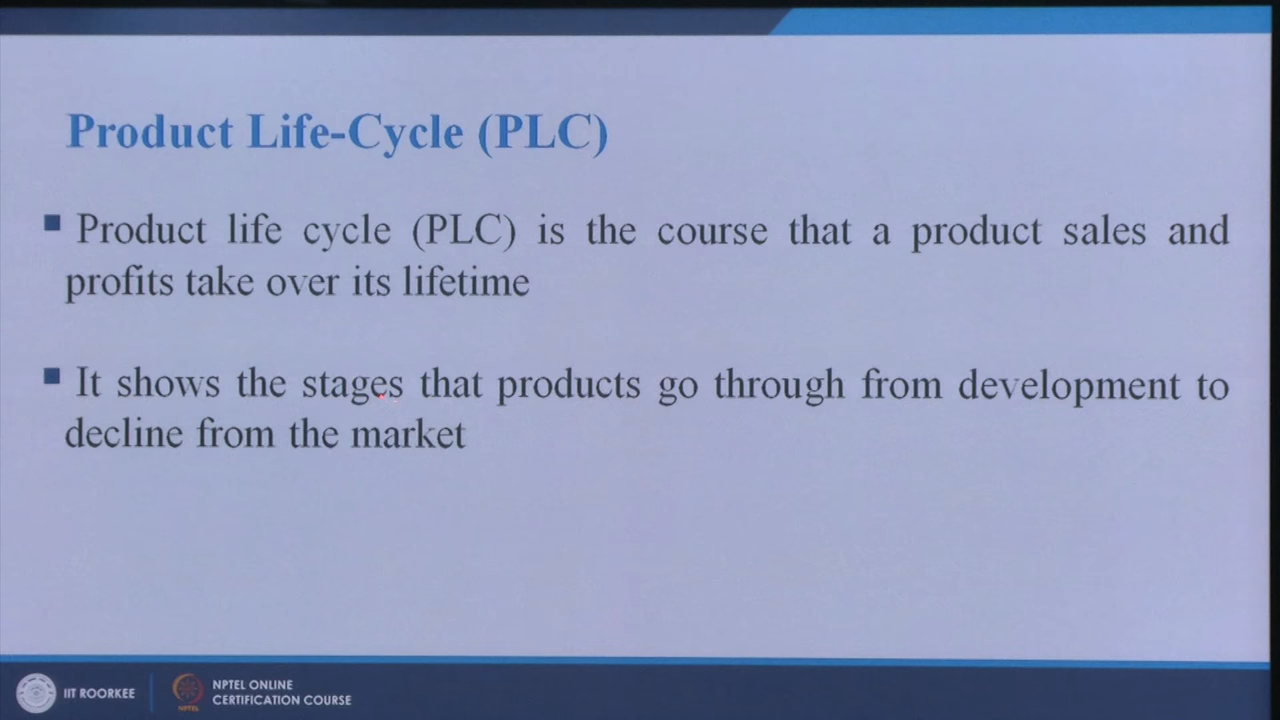 Product Life-Cycle (PLC)
▪ Product life cycle (PLC) is the course that a product sales and
profits take over its lifetime
▪ It shows the stages that products go through from development to
decline from the market
IIT ROORKEE
NPTEL ONLINE
CERTIFICATION COURSE
NPTEL